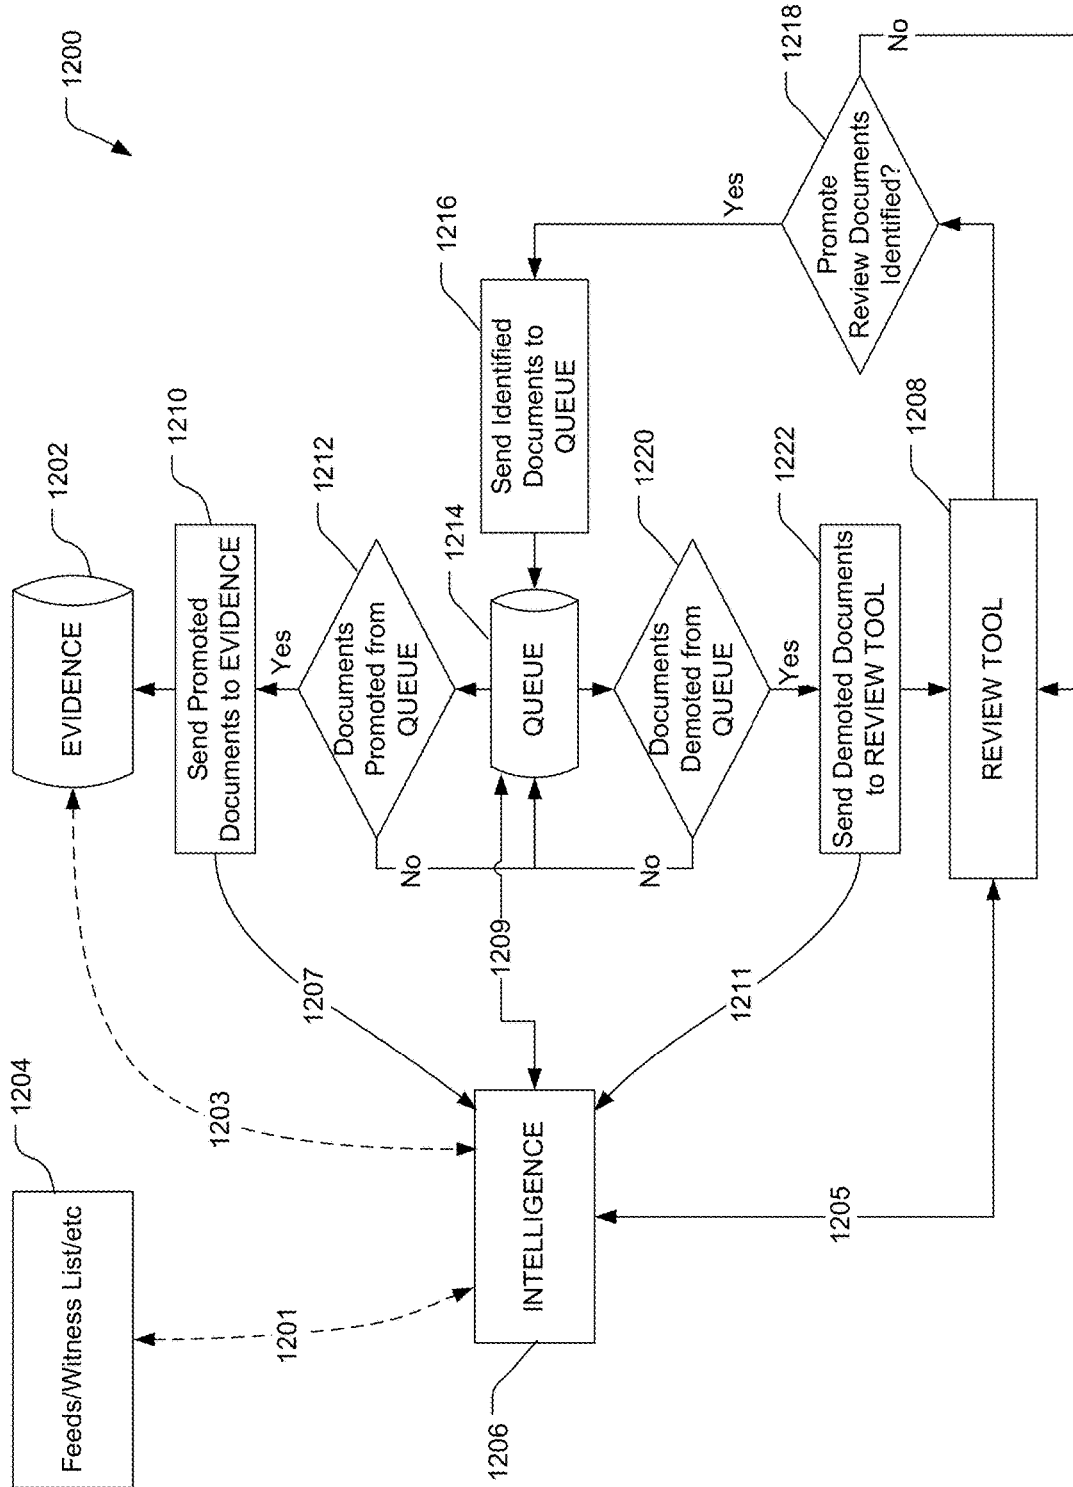 1200
1204
Feeds/Witness List/etc
1202
EVIDENCE
1210
Send Promoted
Documents to EVIDENCE
Yes
1212
Documents
Promoted from
QUEUE
No
1201
1203
1207
1214
QUEUE
1209
1216
Send Identified
Documents to
QUEUE
Yes
1206
INTELLIGENCE
1220
Documents
Demoted from
QUEUE
No
Yes
1222
Send Demoted Documents
to REVIEW TOOL
1211
1205
1208
REVIEW TOOL
1218
Promote
Review Documents
Identified?
No